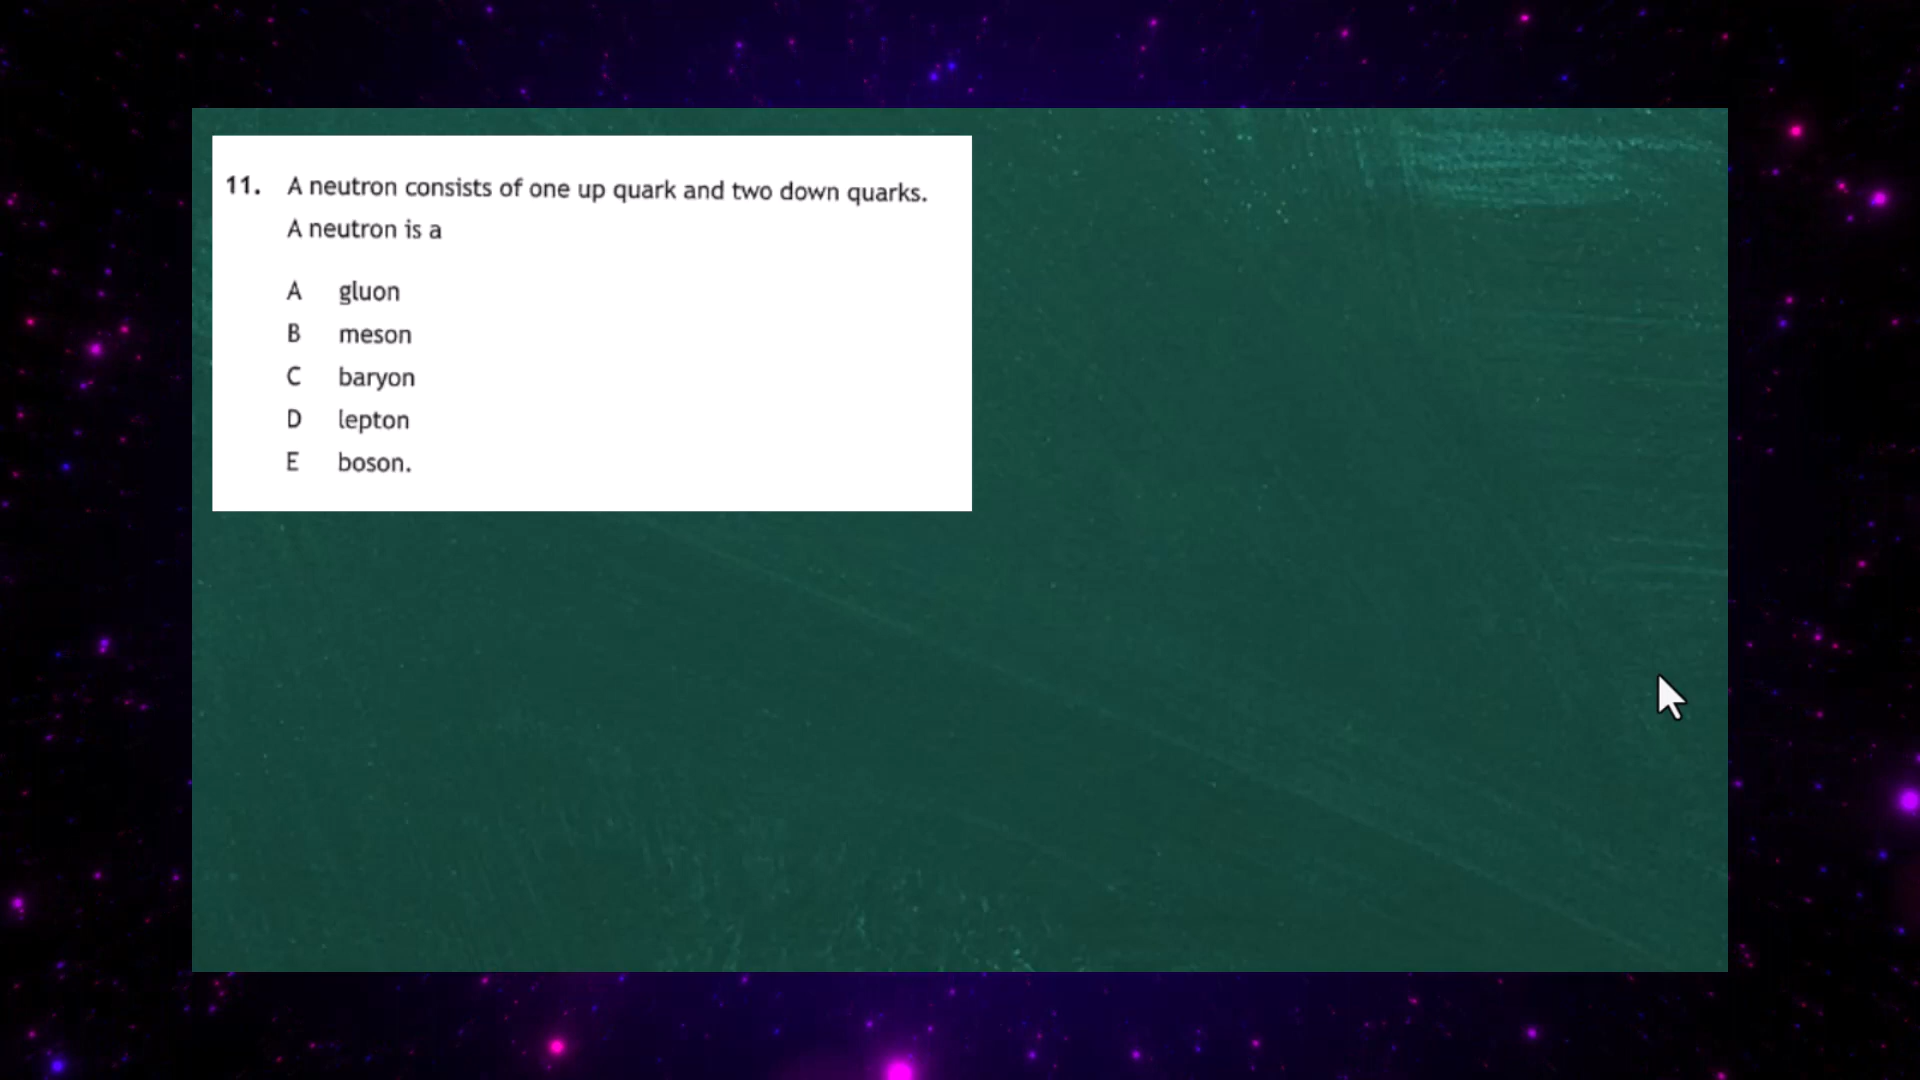 11. A neutron consists of one up quark and two down quarks.
A neutron is a
A gluon
B meson
C baryon
D lepton
E boson.